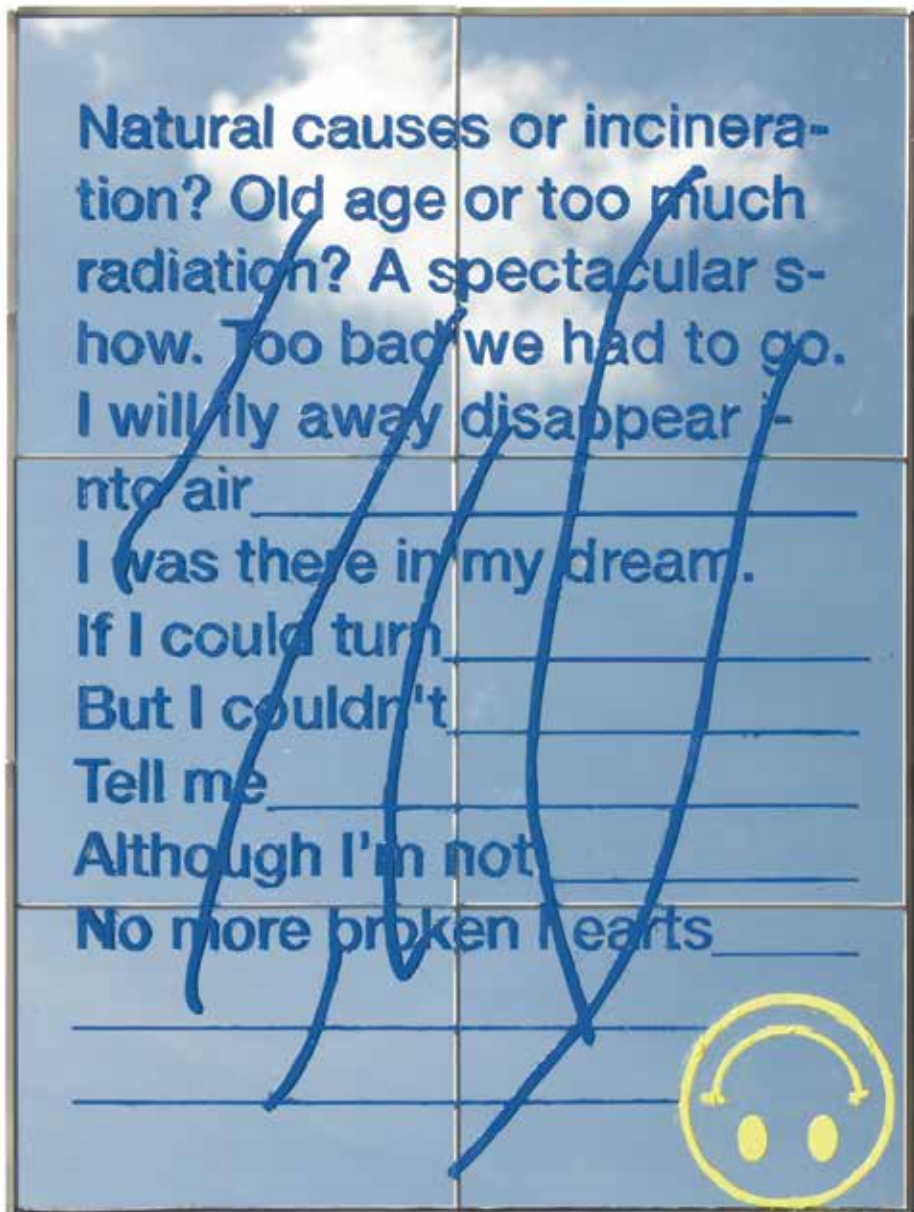 Natural causes or incinera-
tion? Old age or too much
radiation? A spectacular s-
how. Too bad we had to go.
I will fly away disappear i-
nto air
I was there in my dream.
If I could turn
But I couldn't
Tell me
Although I'm not
No more broken hearts